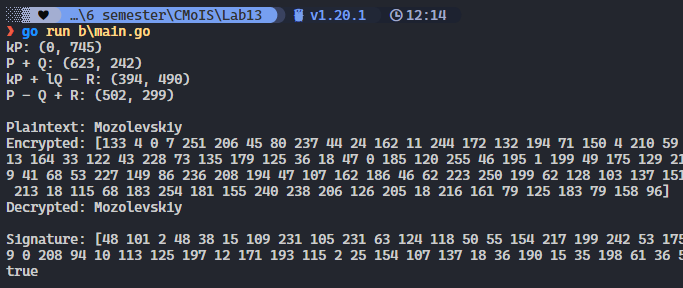 …\6 semester\CMoIS\Lab13 v1.20.1 12:14
❯ go run b\main.go
kP: (0, 745)
P + Q: (623, 242)
kP + lQ − R: (394, 490)
P − Q + R: (502, 299)
Plaintext: Mozolevskiy
Encrypted: [133 4 0 7 251 206 45 80 237 44 24 162 11 244 172 132 194 71 150 4 210 59
13 164 33 122 43 228 73 135 179 125 36 18 47 0 185 120 255 46 195 1 199 49 175 129 21
9 41 68 53 227 149 86 236 208 194 47 107 162 186 46 62 223 250 199 62 128 103 137 151
213 18 115 68 183 254 181 155 240 238 206 126 205 18 216 161 79 125 183 79 158 96]
Decrypted: Mozolevskiy
Signature: [48 101 2 48 38 15 109 231 105 231 63 124 118 50 55 154 217 199 242 53 175
9 0 208 94 10 113 125 197 12 171 193 115 2 25 154 107 137 18 36 190 15 35 198 61 36 5
true